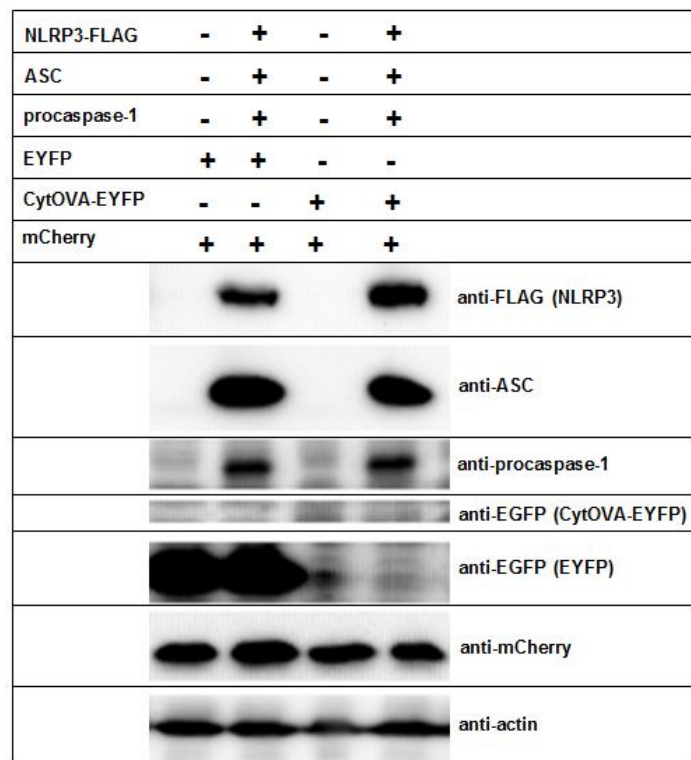 NLRP3-FLAG - + - +
ASC - + - +
procaspase-1 - + - +
EYFP + + - -
CytOVA-EYFP - - + +
mCherry + + + +
anti-FLAG (NLRP3)
anti-ASC
anti-procaspase-1
anti-EGFP (CytOVA-EYFP)
anti-EGFP (EYFP)
anti-mCherry
anti-actin